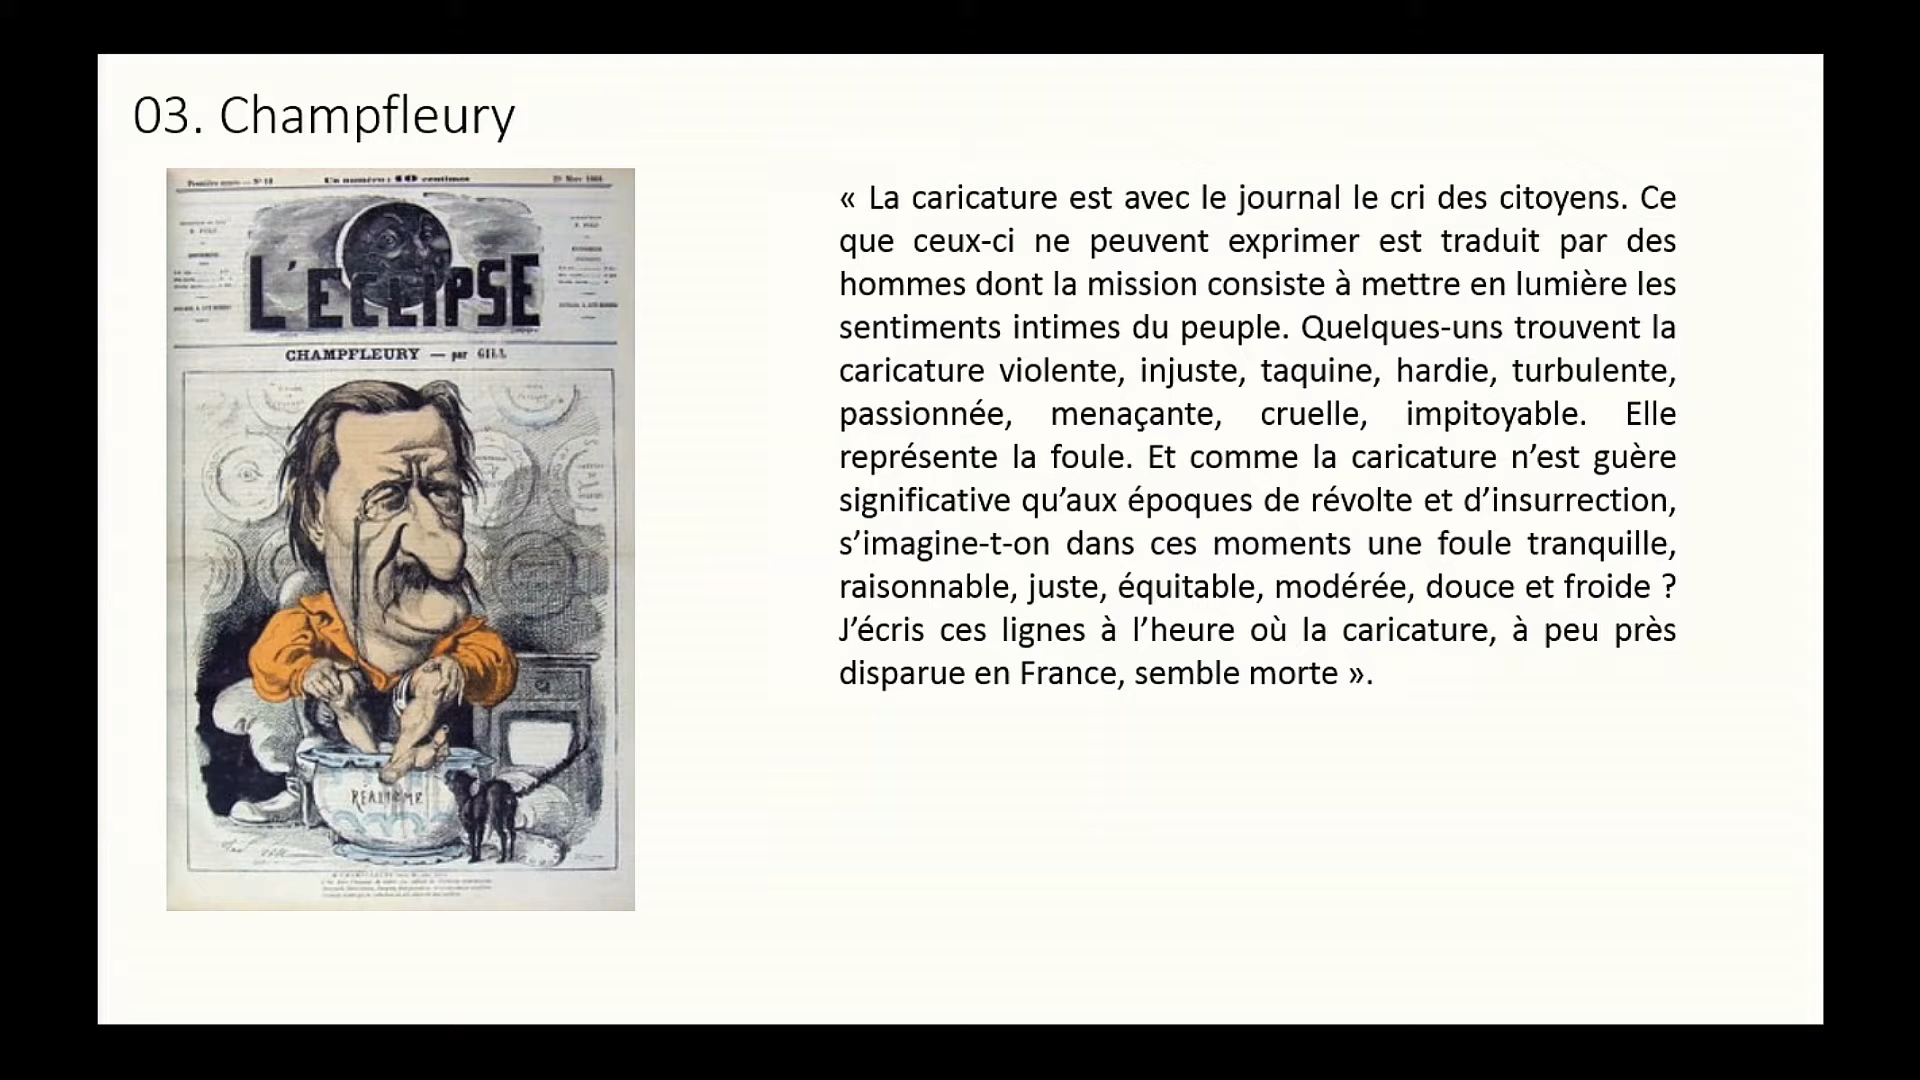 03. Champfleury
Première année — N° 10
Un numéro : 10 centimes
L'ECLIPSE
CHAMPFLEURY — par GILL
REALISME
« La caricature est avec le journal le cri des citoyens. Ce
que ceux-ci ne peuvent exprimer est traduit par des
hommes dont la mission consiste à mettre en lumière les
sentiments intimes du peuple. Quelques-uns trouvent la
caricature violente, injuste, taquine, hardie, turbulente,
passionnée, menaçante, cruelle, impitoyable. Elle
représente la foule. Et comme la caricature n’est guère
significative qu’aux époques de révolte et d’insurrection,
s’imagine-t-on dans ces moments une foule tranquille,
raisonnable, juste, équitable, modérée, douce et froide ?
J’écris ces lignes à l’heure où la caricature, à peu près
disparue en France, semble morte ».